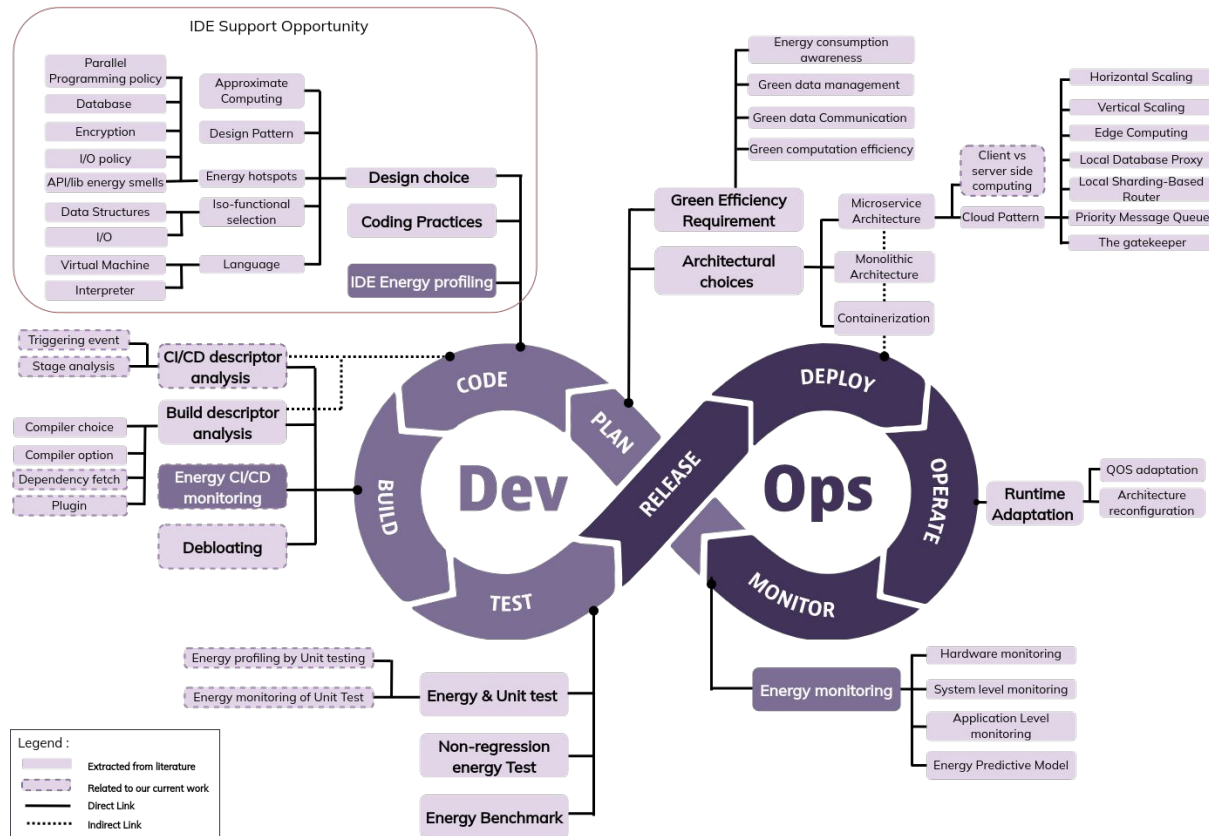 IDE Support Opportunity
Parallel
Programming policy
Database
Encryption
I/O policy
API/lib energy smells
Data Structures
I/O
Virtual Machine
Interpreter
Approximate
Computing
Design Pattern
Energy hotspots
Iso-functional
selection
Language
Design choice
Coding Practices
IDE Energy profiling
Energy consumption
awareness
Green data management
Green data Communication
Green computation efficiency
Green Efficiency
Requirement
Architectural
choices
Microservice
Architecture
Monolithic
Architecture
Containerization
Client vs
server side
computing
Cloud Pattern
Horizontal Scaling
Vertical Scaling
Edge Computing
Local Database Proxy
Local Sharding-Based
Router
Priority Message Queue
The gatekeeper
Triggering event
Stage analysis
CI/CD descriptor
analysis
Compiler choice
Compiler option
Dependency fetch
Plugin
Build descriptor
analysis
Energy CI/CD
monitoring
Debloating
CODE
PLAN
BUILD
TEST
Dev
RELEASE
Ops
DEPLOY
OPERATE
MONITOR
Runtime
Adaptation
QOS adaptation
Architecture
reconfiguration
Energy profiling by Unit testing
Energy monitoring of Unit Test
Energy & Unit test
Non-regression
energy Test
Energy Benchmark
Energy monitoring
Hardware monitoring
System level monitoring
Application Level
monitoring
Energy Predictive Model
Legend :
Extracted from literature
Related to our current work
Direct Link
Indirect Link